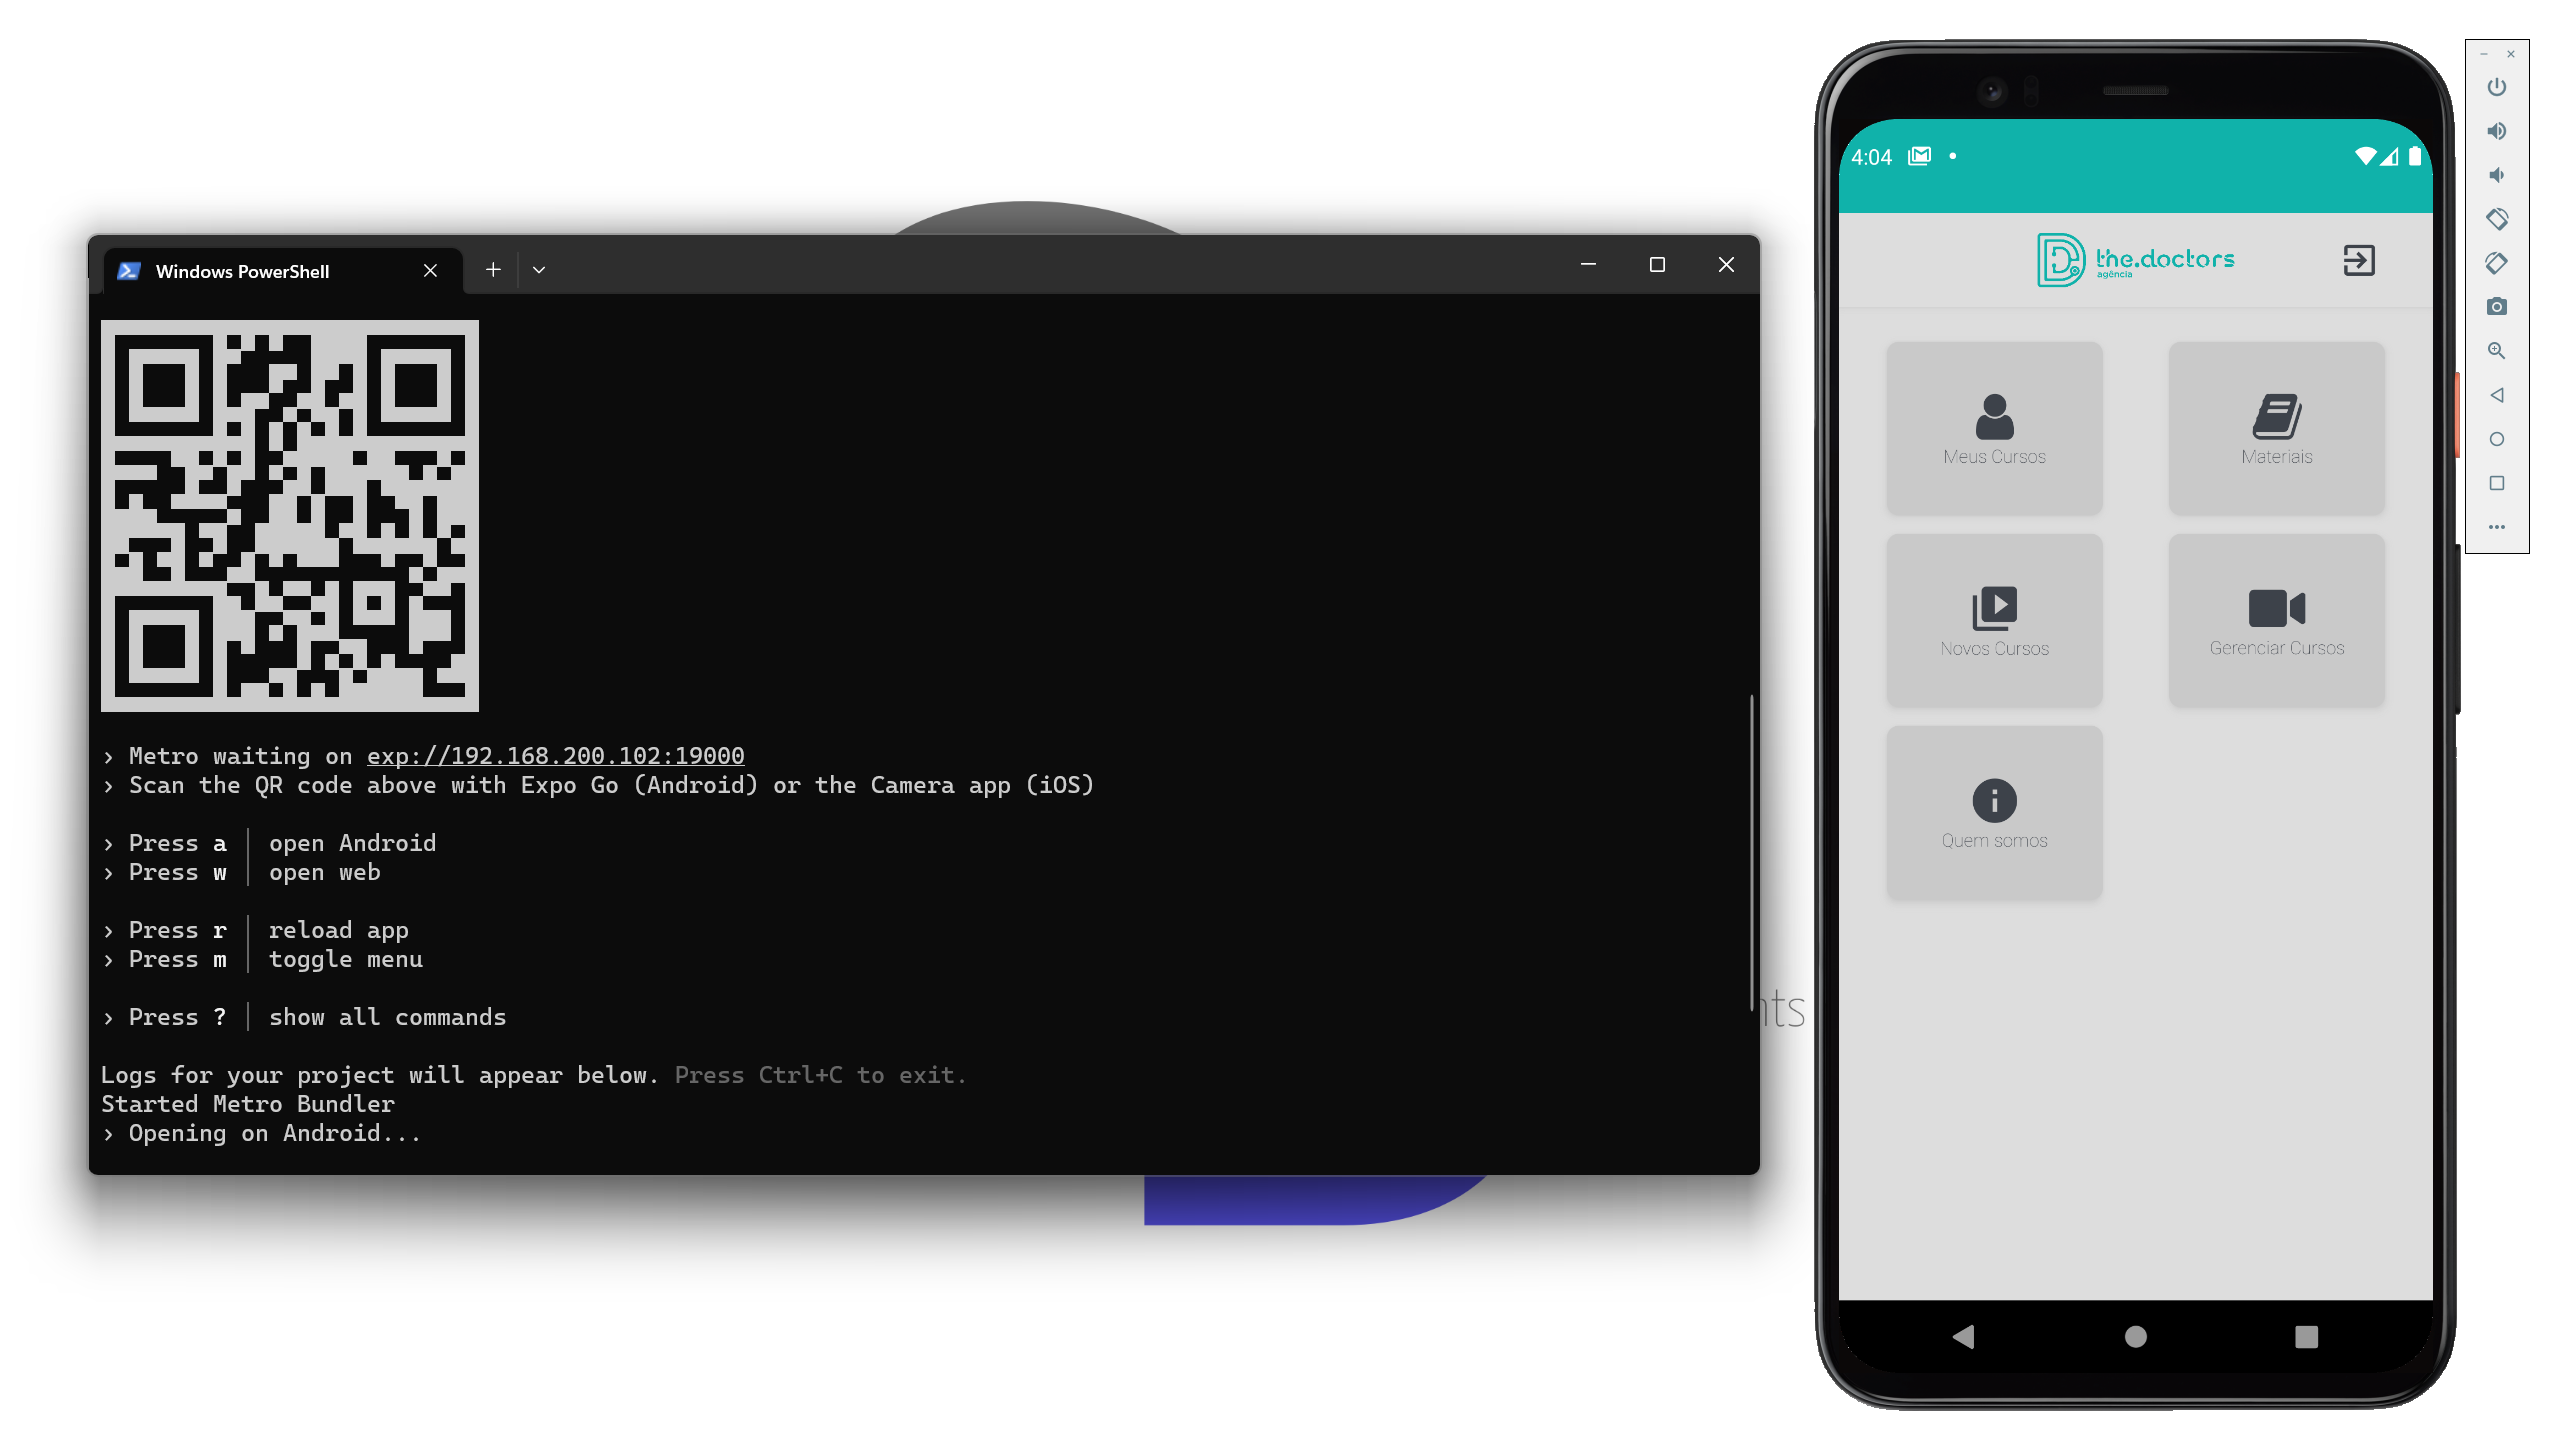 Windows PowerShell
› Metro waiting on exp://192.168.200.102:19000
› Scan the QR code above with Expo Go (Android) or the Camera app (iOS)
› Press a │ open Android
› Press w │ open web
› Press r │ reload app
› Press m │ toggle menu
› Press ? │ show all commands
Logs for your project will appear below. Press Ctrl+C to exit.
Started Metro Bundler
› Opening on Android...
4:04
the.doctors
agência
Meus Cursos
Materiais
Novos Cursos
Gerenciar Cursos
Quem somos